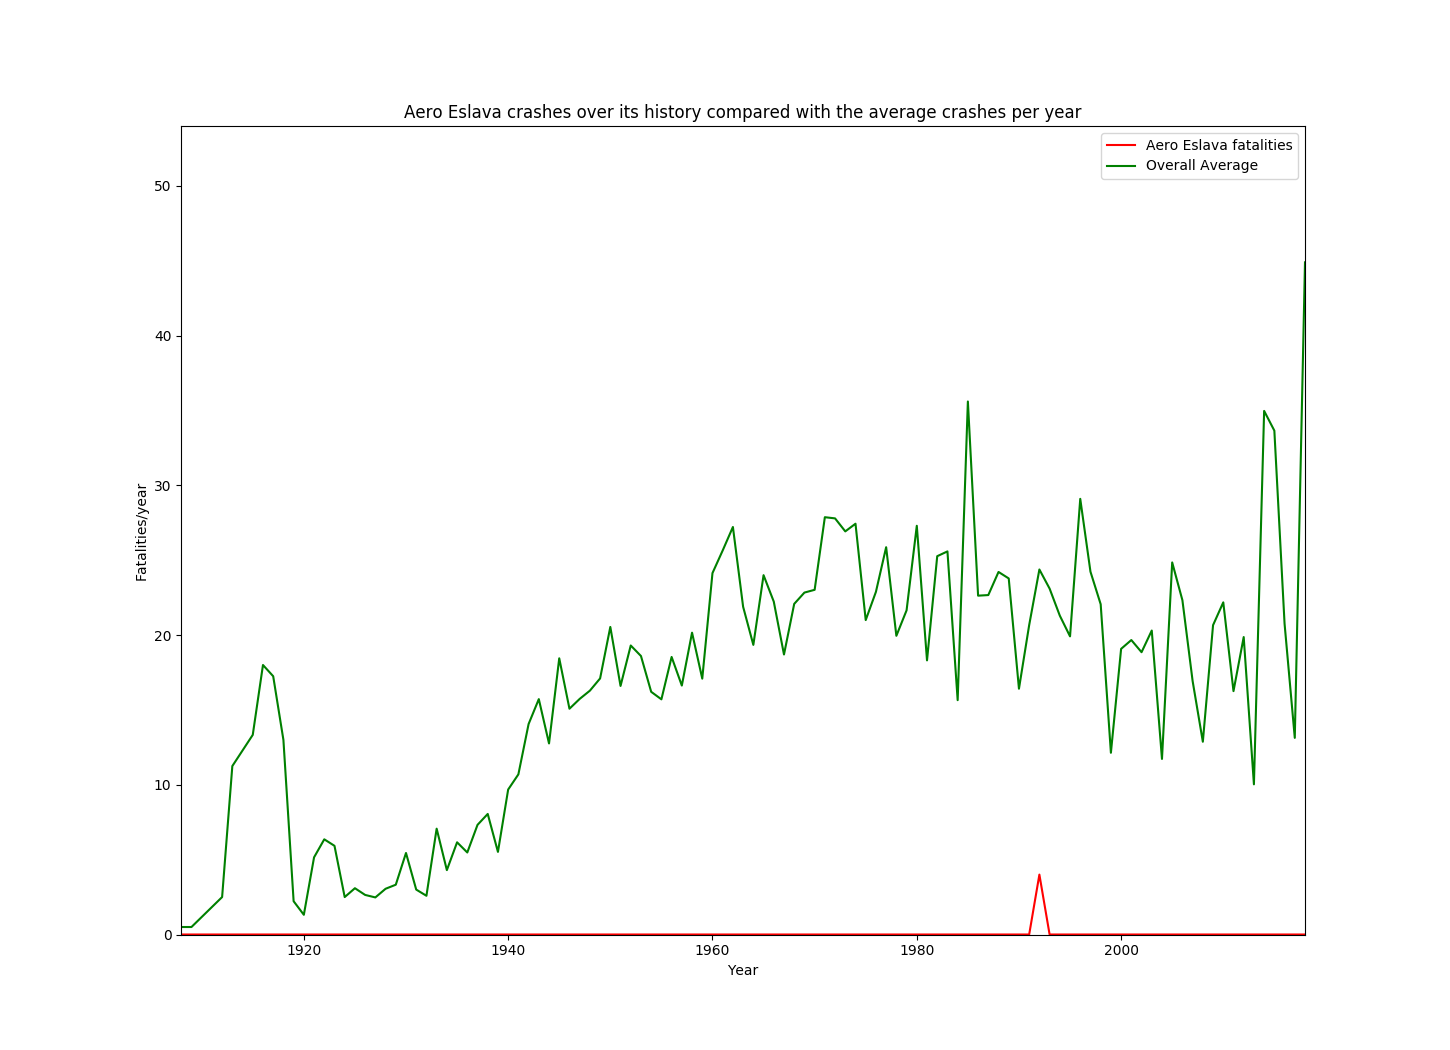 Aero Eslava crashes over its history compared with the average crashes per year
Aero Eslava fatalities
Overall Average
50
40
30
20
10
0
Fatalities/year
1920 1940 1960 1980 2000
Year